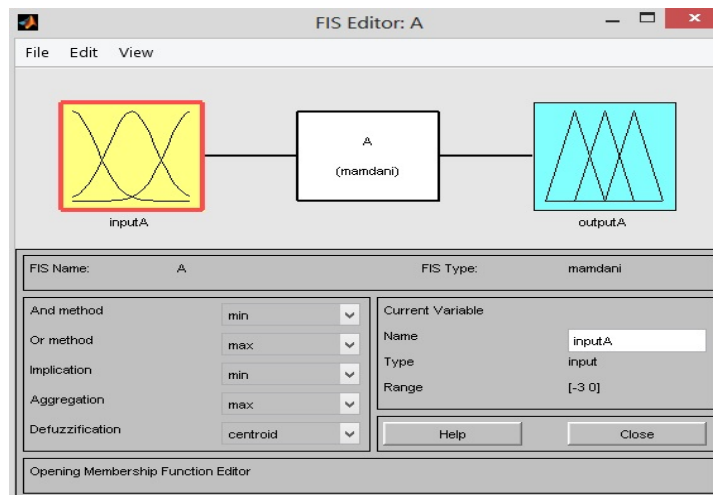 FIS Editor: A
File Edit View
A
(mamdani)
inputA
outputA
FIS Name: A FIS Type: mamdani
And method min
Or method max
Implication min
Aggregation max
Defuzzification centroid
Current Variable
Name inputA
Type input
Range [-3 0]
Help Close
Opening Membership Function Editor